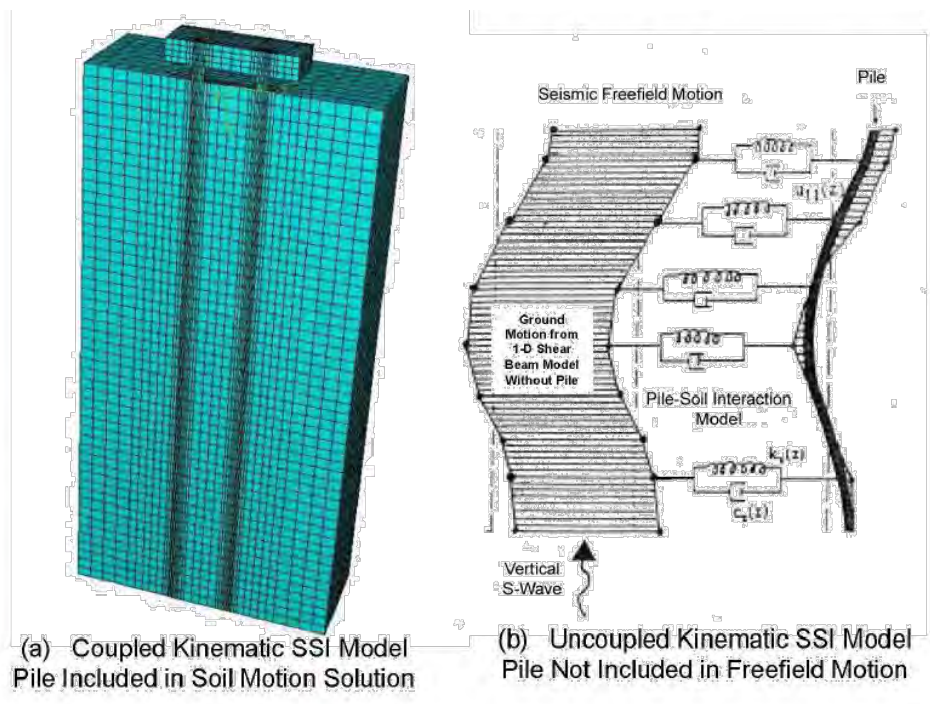 Seismic Freefield Motion
Pile
u11(z)
Ground
Motion from
1-D Shear
Beam Model
Without Pile
Pile-Soil Interaction
Model
Vertical
S-Wave
(a) Coupled Kinematic SSI Model
Pile Included in Soil Motion Solution
(b) Uncoupled Kinematic SSI Model
Pile Not Included in Freefield Motion